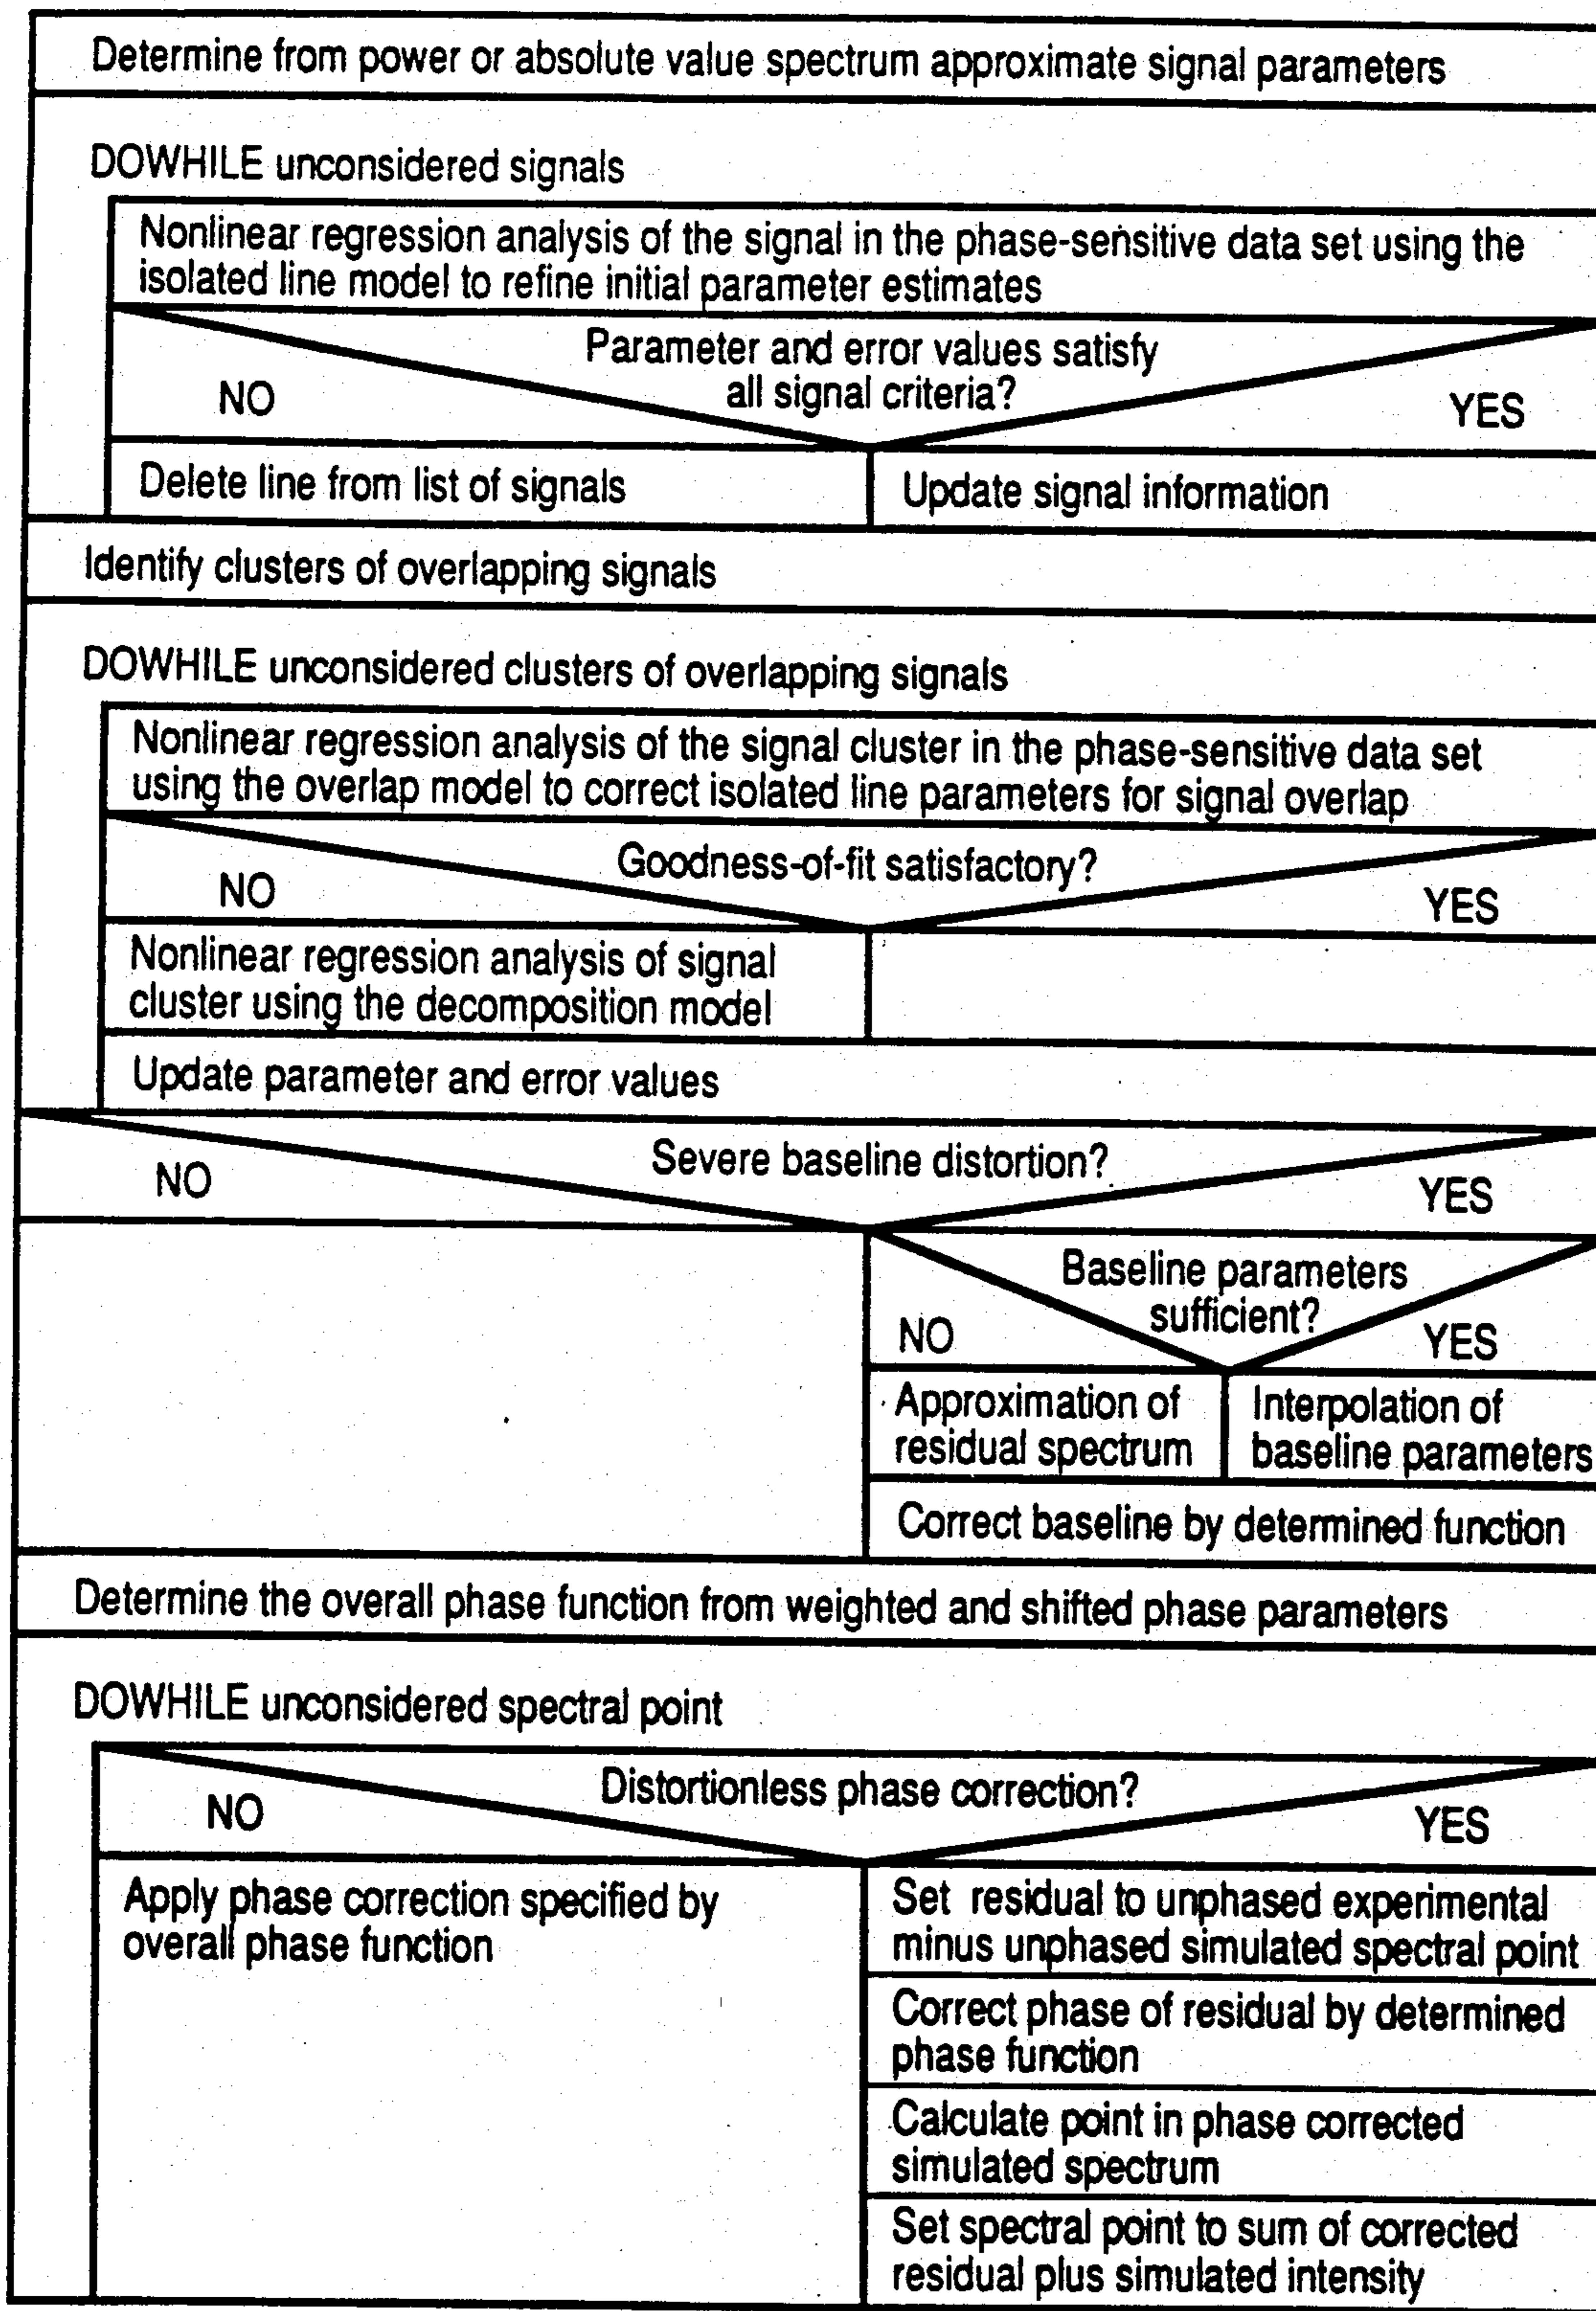 Determine from power or absolute value spectrum approximate signal parameters
DOWHILE unconsidered signals
Nonlinear regression analysis of the signal in the phase-sensitive data set using the
isolated line model to refine initial parameter estimates
Parameter and error values satisfy
all signal criteria?
NO
YES
Delete line from list of signals
Update signal information
Identify clusters of overlapping signals
DOWHILE unconsidered clusters of overlapping signals
Nonlinear regression analysis of the signal cluster in the phase-sensitive data set
using the overlap model to correct isolated line parameters for signal overlap
Goodness-of-fit satisfactory?
NO
YES
Nonlinear regression analysis of signal
cluster using the decomposition model
Update parameter and error values
Severe baseline distortion?
NO
YES
Baseline parameters
sufficient?
NO
YES
Approximation of
residual spectrum
Interpolation of
baseline parameters
Correct baseline by determined function
Determine the overall phase function from weighted and shifted phase parameters
DOWHILE unconsidered spectral point
Distortionless phase correction?
NO
YES
Apply phase correction specified by
overall phase function
Set residual to unphased experimental
minus unphased simulated spectral point
Correct phase of residual by determined
phase function
Calculate point in phase corrected
simulated spectrum
Set spectral point to sum of corrected
residual plus simulated intensity